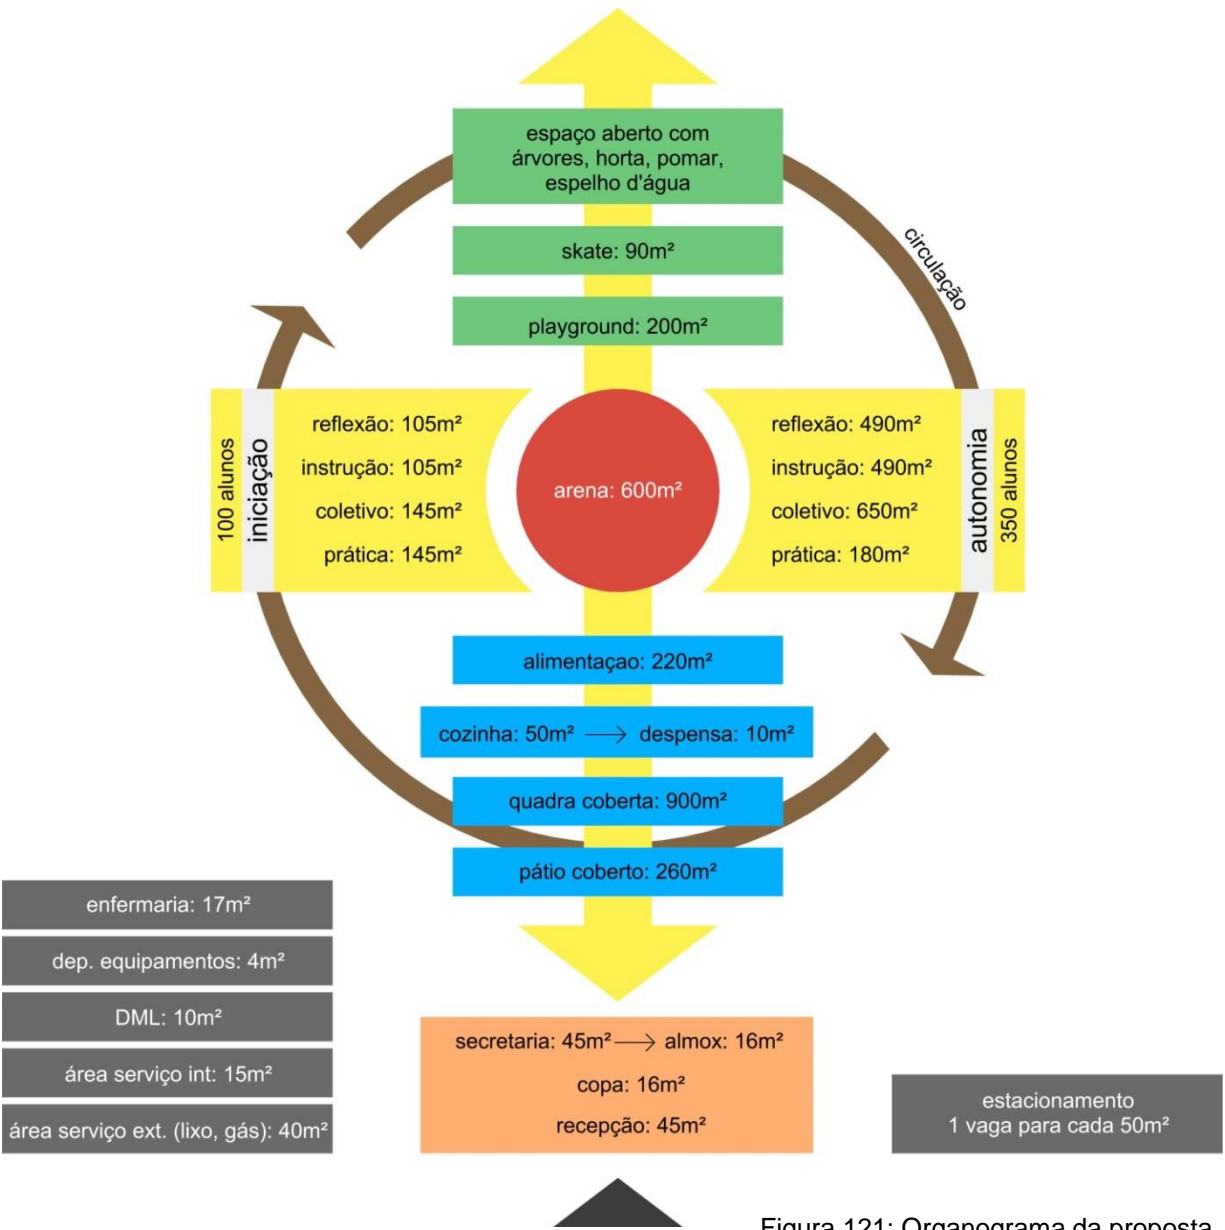 espaço aberto com
árvores, horta, pomar,
espelho d'água
skate: 90m²
circulação
playground: 200m²
100 alunos
iniciação
reflexão: 105m²
instrução: 105m²
coletivo: 145m²
prática: 145m²
arena: 600m²
reflexão: 490m²
instrução: 490m²
coletivo: 650m²
prática: 180m²
autonomia
350 alunos
alimentaçao: 220m²
cozinha: 50m² → despensa: 10m²
quadra coberta: 900m²
pátio coberto: 260m²
enfermaria: 17m²
dep. equipamentos: 4m²
DML: 10m²
área serviço int: 15m²
área serviço ext. (lixo, gás): 40m²
secretaria: 45m² → almox: 16m²
copa: 16m²
recepção: 45m²
estacionamento
1 vaga para cada 50m²
Figura 121: Organograma da proposta